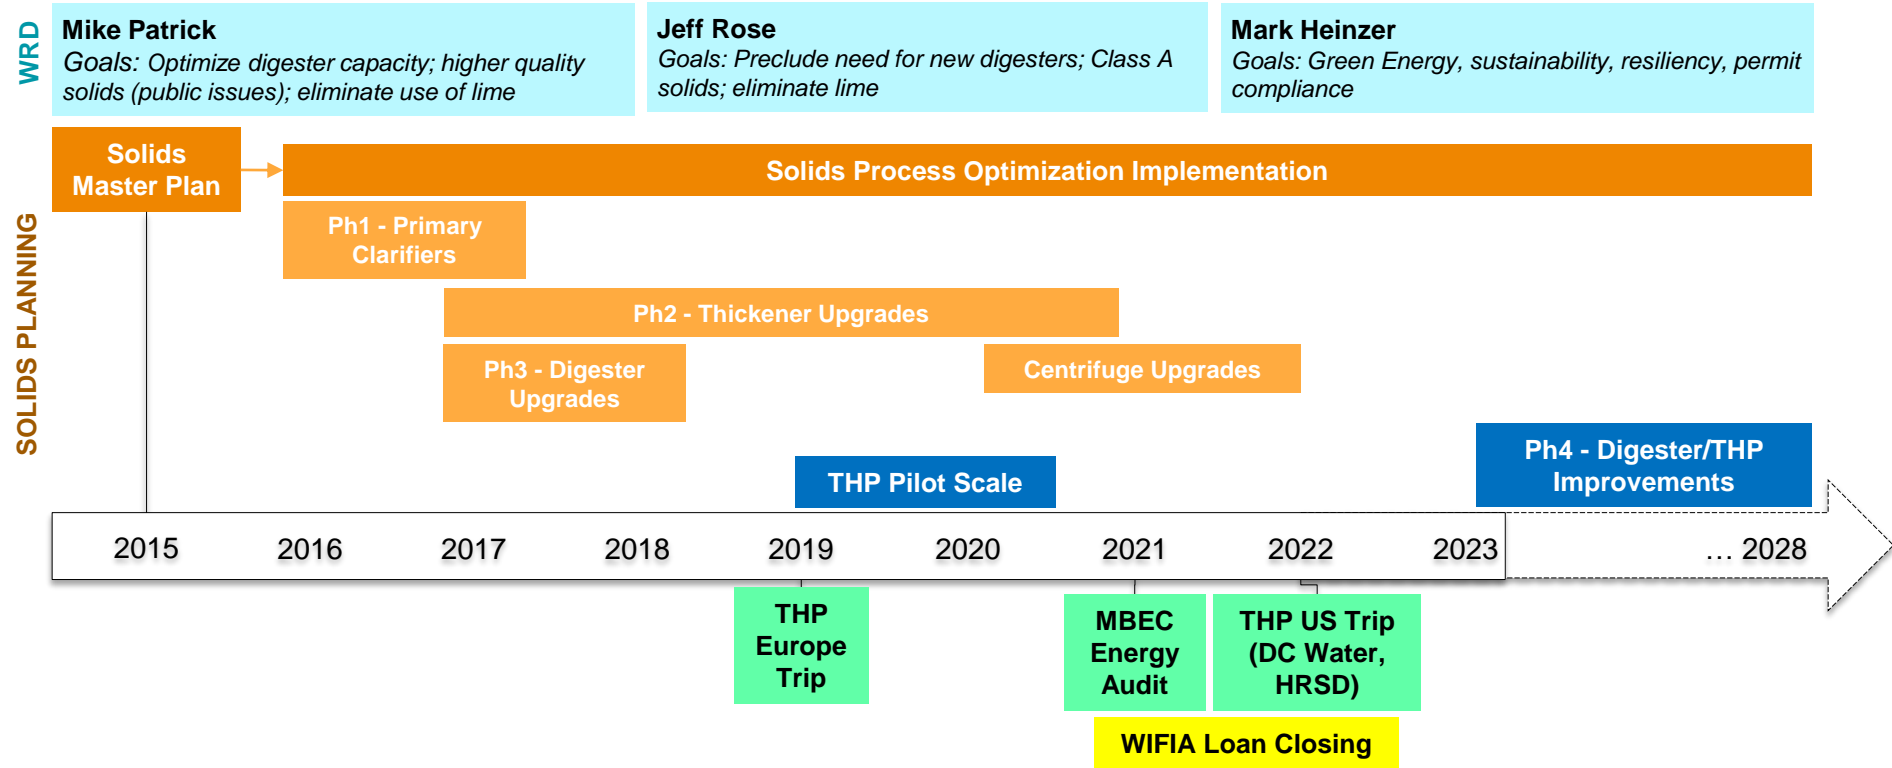 WRD
Mike Patrick
Goals: Optimize digester capacity; higher quality
solids (public issues); eliminate use of lime
Jeff Rose
Goals: Preclude need for new digesters; Class A
solids; eliminate lime
Mark Heinzer
Goals: Green Energy, sustainability, resiliency, permit
compliance
SOLIDS PLANNING
Solids
Master Plan
Solids Process Optimization Implementation
Ph1 - Primary
Clarifiers
Ph2 - Thickener Upgrades
Ph3 - Digester
Upgrades
Centrifuge Upgrades
THP Pilot Scale
Ph4 - Digester/THP
Improvements
2015
2016
2017
2018
2019
2020
2021
2022
2023
… 2028
THP
Europe
Trip
MBEC
Energy
Audit
THP US Trip
(DC Water,
HRSD)
WIFIA Loan Closing